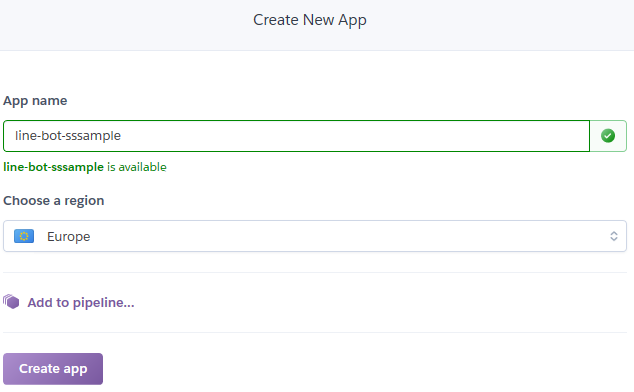 Create New App
App name
line-bot-sssample
line-bot-sssample is available
Choose a region
Europe
Add to pipeline...
Create app